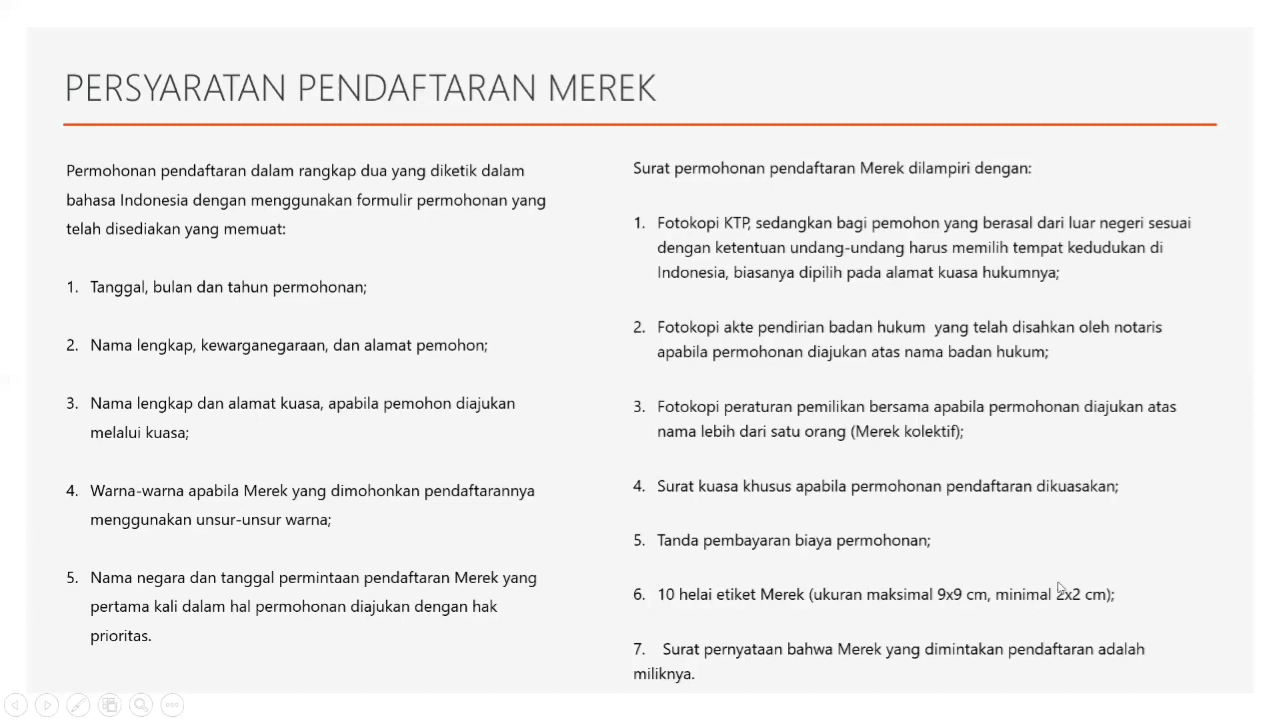 PERSYARATAN PENDAFTARAN MEREK
Permohonan pendaftaran dalam rangkap dua yang diketik dalam
bahasa Indonesia dengan menggunakan formulir permohonan yang
telah disediakan yang memuat:
1. Tanggal, bulan dan tahun permohonan;
2. Nama lengkap, kewarganegaraan, dan alamat pemohon;
3. Nama lengkap dan alamat kuasa, apabila pemohon diajukan
melalui kuasa;
4. Warna-warna apabila Merek yang dimohonkan pendaftarannya
menggunakan unsur-unsur warna;
5. Nama negara dan tanggal permintaan pendaftaran Merek yang
pertama kali dalam hal permohonan diajukan dengan hak
prioritas.
Surat permohonan pendaftaran Merek dilampiri dengan:
1. Fotokopi KTP, sedangkan bagi pemohon yang berasal dari luar negeri sesuai
dengan ketentuan undang-undang harus memilih tempat kedudukan di
Indonesia, biasanya dipilih pada alamat kuasa hukumnya;
2. Fotokopi akte pendirian badan hukum yang telah disahkan oleh notaris
apabila permohonan diajukan atas nama badan hukum;
3. Fotokopi peraturan pemilikan bersama apabila permohonan diajukan atas
nama lebih dari satu orang (Merek kolektif);
4. Surat kuasa khusus apabila permohonan pendaftaran dikuasakan;
5. Tanda pembayaran biaya permohonan;
6. 10 helai etiket Merek (ukuran maksimal 9x9 cm, minimal 2x2 cm);
7. Surat pernyataan bahwa Merek yang dimintakan pendaftaran adalah
miliknya.